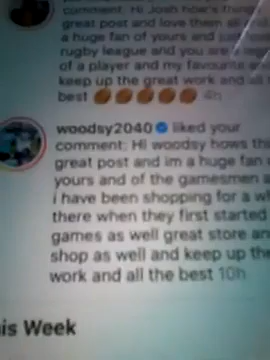 comment: Hi Josh how's thing
great post and love them all
a huge fan of yours and
rugby league and you are a
of a player and my favourite an
keep up the great work and all
best 🏉🏉🏉🏉🏉 4h
woodsy2040 liked your
comment: Hi woodsy hows th
great post and im a huge fan
yours and of the gamesmen a
i have been shopping for a w
there when they first started
games as well great store an
shop as well and keep up the
work and all the best 10h
is Week